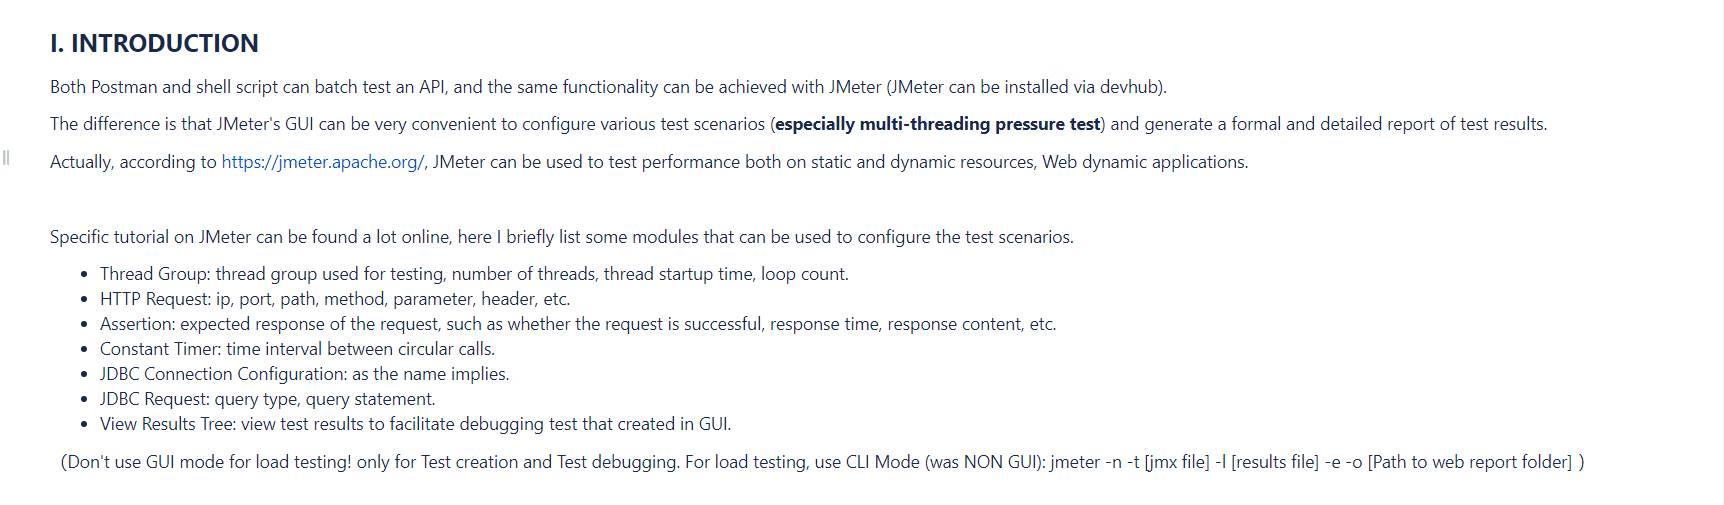 I. INTRODUCTION
Both Postman and shell script can batch test an API, and the same functionality can be achieved with JMeter (JMeter can be installed via devhub).
The difference is that JMeter's GUI can be very convenient to configure various test scenarios (especially multi-threading pressure test) and generate a formal and detailed report of test results.
Actually, according to https://jmeter.apache.org/, JMeter can be used to test performance both on static and dynamic resources, Web dynamic applications.
Specific tutorial on JMeter can be found a lot online, here I briefly list some modules that can be used to configure the test scenarios.
• Thread Group: thread group used for testing, number of threads, thread startup time, loop count.
• HTTP Request: ip, port, path, method, parameter, header, etc.
• Assertion: expected response of the request, such as whether the request is successful, response time, response content, etc.
• Constant Timer: time interval between circular calls.
• JDBC Connection Configuration: as the name implies.
• JDBC Request: query type, query statement.
• View Results Tree: view test results to facilitate debugging test that created in GUI.
(Don't use GUI mode for load testing! only for Test creation and Test debugging. For load testing, use CLI Mode (was NON GUI): jmeter -n -t [jmx file] -l [results file] -e -o [Path to web report folder] )